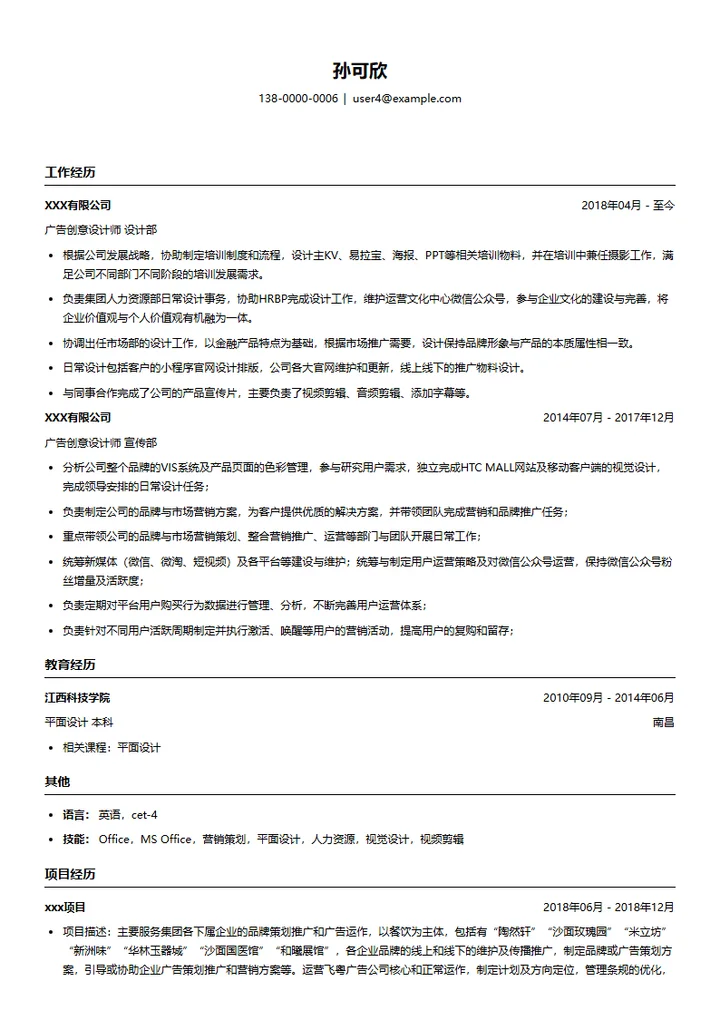 孙可欣
138-0000-0006 | user4@example.com
工作经历
XXX有限公司 2018年04月 - 至今
广告创意设计师 设计部
• 根据公司发展战略，协助制定培训制度和流程，设计主KV、易拉宝、海报、PPT等相关培训物料，并在培训中兼任摄影工作，满
足公司不同部门不同阶段的培训发展需求。
• 负责集团人力资源部日常设计事务，协助HRBP完成设计工作，维护运营文化中心微信公众号，参与企业文化的建设与完善，将
企业价值观与个人价值观有机融为一体。
• 协调出任市场部的设计工作，以金融产品特点为基础，根据市场推广需要，设计保持品牌形象与产品的本质属性相一致。
• 日常设计包括客户的小程序官网设计排版，公司各大官网维护和更新，线上线下的推广物料设计。
• 与同事合作完成了公司的产品宣传片，主要负责了视频剪辑、音频剪辑、添加字幕等。
XXX有限公司 2014年07月 - 2017年12月
广告创意设计师 宣传部
• 分析公司整个品牌的VIS系统及产品页面的色彩管理，参与研究用户需求，独立完成HTC MALL网站及移动客户端的视觉设计，
完成领导安排的日常设计任务；
• 负责制定公司的品牌与市场营销方案，为客户提供优质的解决方案，并带领团队完成营销和品牌推广任务；
• 重点带领公司的品牌与市场营销策划、整合营销推广、运营等部门与团队开展日常工作；
• 统筹新媒体（微信、微淘、短视频）及各平台等建设与维护；统筹与制定用户运营策略及对微信公众号运营，保持微信公众号粉
丝增量及活跃度；
• 负责定期对平台用户购买行为数据进行管理、分析，不断完善用户运营体系；
• 负责针对不同用户活跃周期制定并执行激活、唤醒等用户的营销活动，提高用户的复购和留存；
教育经历
江西科技学院 2010年09月 - 2014年06月
平面设计 本科 南昌
• 相关课程：平面设计
其他
• 语言： 英语，cet-4
• 技能： Office，MS Office，营销策划，平面设计，人力资源，视觉设计，视频剪辑
项目经历
xxx项目 2018年06月 - 2018年12月
• 项目描述：主要服务集团各下属企业的品牌策划推广和广告运作，以餐饮为主体，包括有“陶然轩”“沙面玫瑰园”“米立坊”
“新洲味”“华林玉器城”“沙面国医馆”“和曦展馆”，各企业品牌的线上和线下的维护及传播推广，制定品牌或广告策划方
案，引导或协助企业广告策划推广和营销方案等。运营飞粤广告公司核心和正常运作，制定计划及方向定位，管理条规的优化，